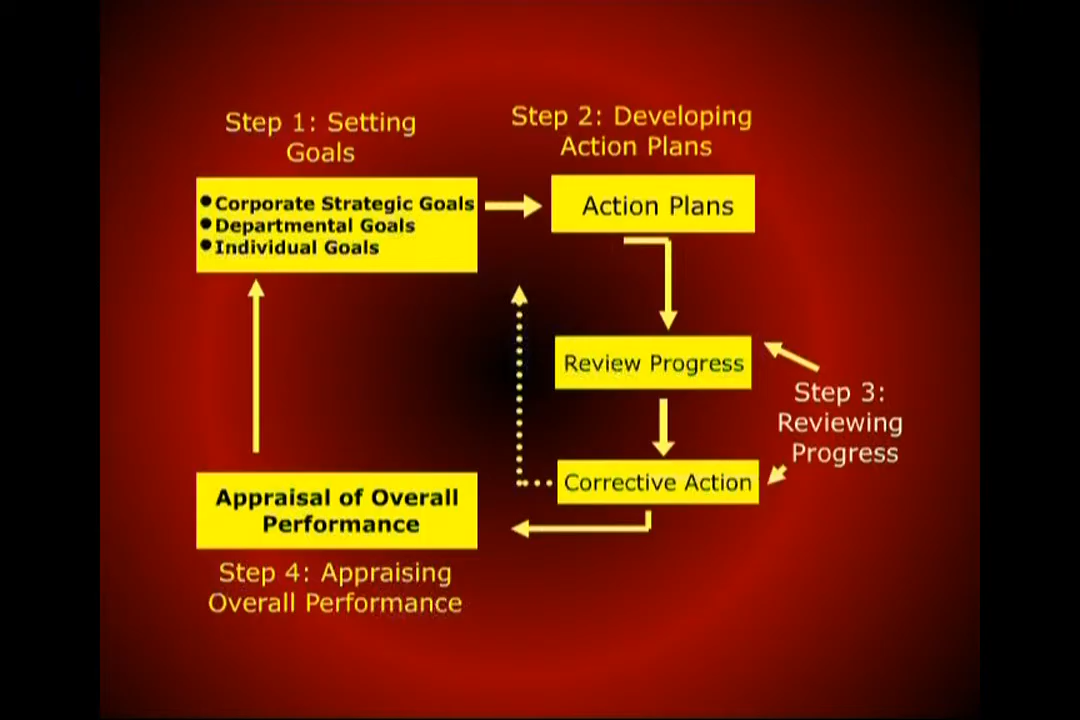 Step 1: Setting
Goals
● Corporate Strategic Goals
● Departmental Goals
● Individual Goals
Step 2: Developing
Action Plans
Action Plans
Review Progress
Step 3:
Reviewing
Progress
Corrective Action
Appraisal of Overall
Performance
Step 4: Appraising
Overall Performance